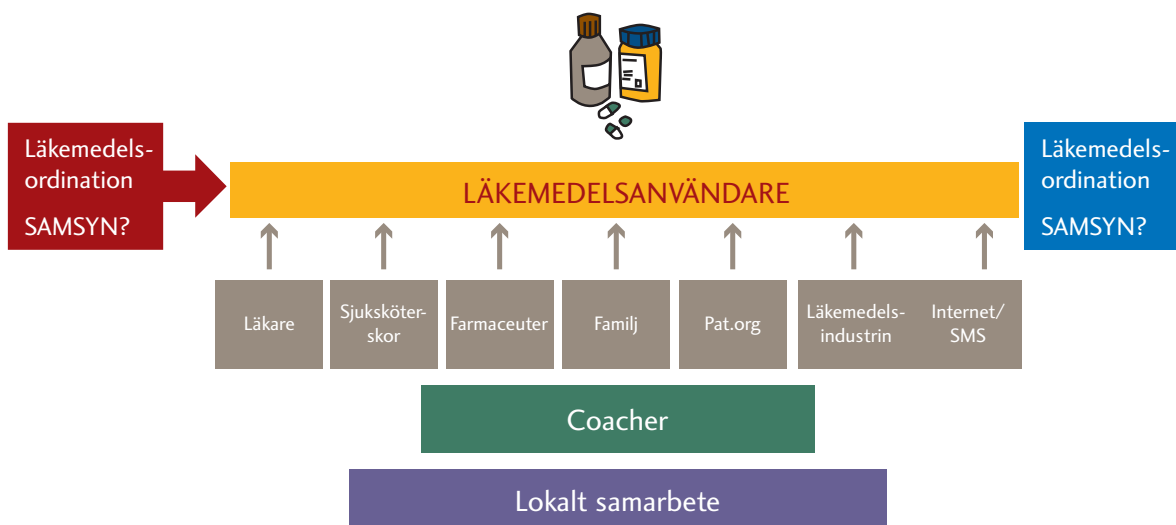 Läkemedels-
ordination
SAMSYN?
LÄKEMEDELSANVÄNDARE
Läkemedels-
ordination
SAMSYN?
Läkare
Sjuksköter-
skor
Farmaceuter
Familj
Pat.org
Läkemedels-
industrin
Internet/
SMS
Coacher
Lokalt samarbete